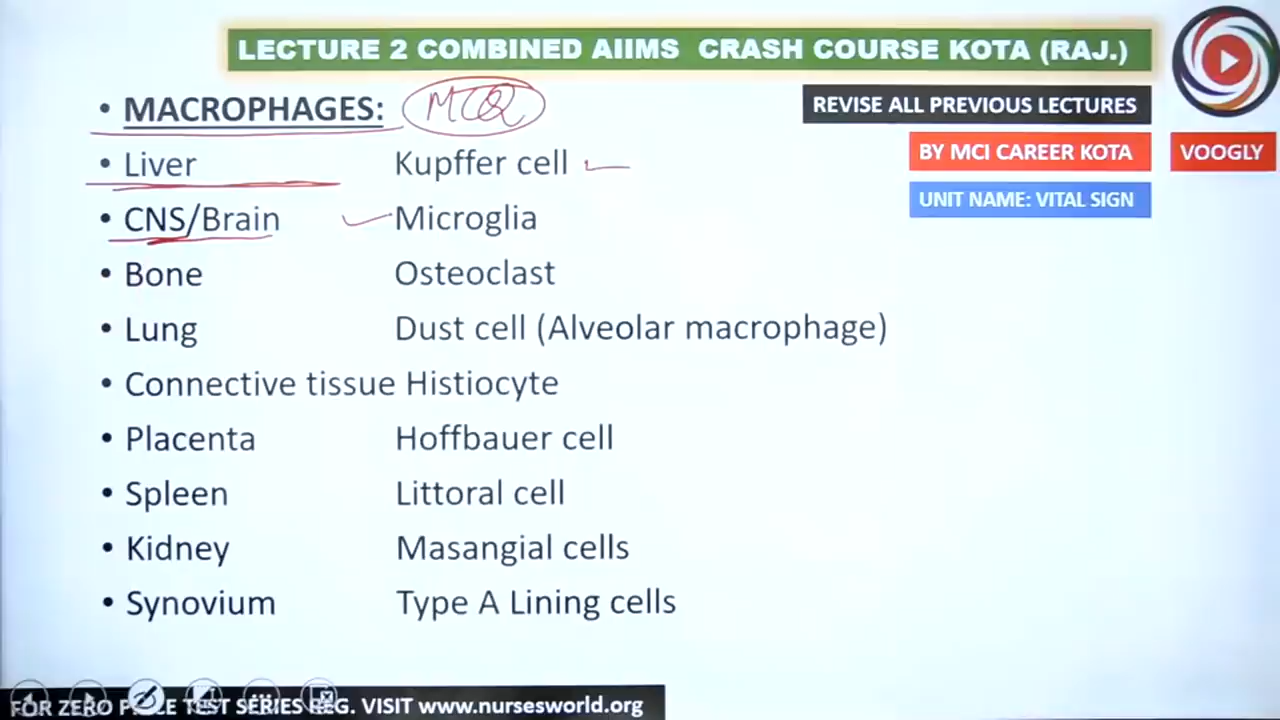 LECTURE 2 COMBINED AIIMS CRASH COURSE KOTA (RAJ.)
• MACROPHAGES: MCQ
REVISE ALL PREVIOUS LECTURES
BY MCI CAREER KOTA VOOGLY
UNIT NAME: VITAL SIGN
• Liver Kupffer cell
• CNS/Brain Microglia
• Bone Osteoclast
• Lung Dust cell (Alveolar macrophage)
• Connective tissue Histiocyte
• Placenta Hoffbauer cell
• Spleen Littoral cell
• Kidney Masangial cells
• Synovium Type A Lining cells
FOR ZERO TEST SERIES REG. VISIT www.nursesworld.org